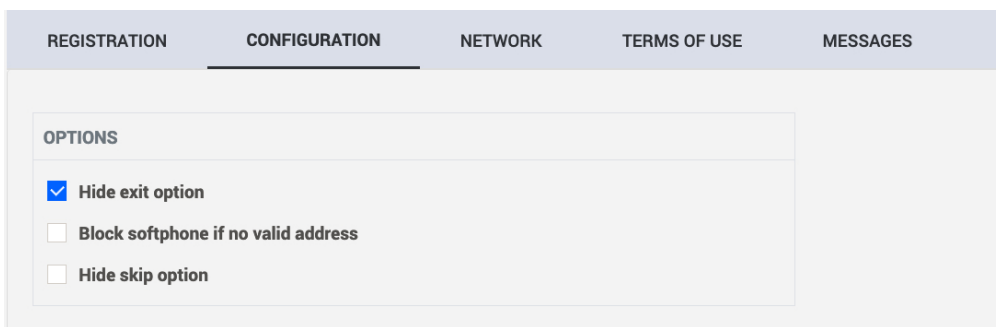 REGISTRATION CONFIGURATION NETWORK TERMS OF USE MESSAGES
OPTIONS
Hide exit option
Block softphone if no valid address
Hide skip option